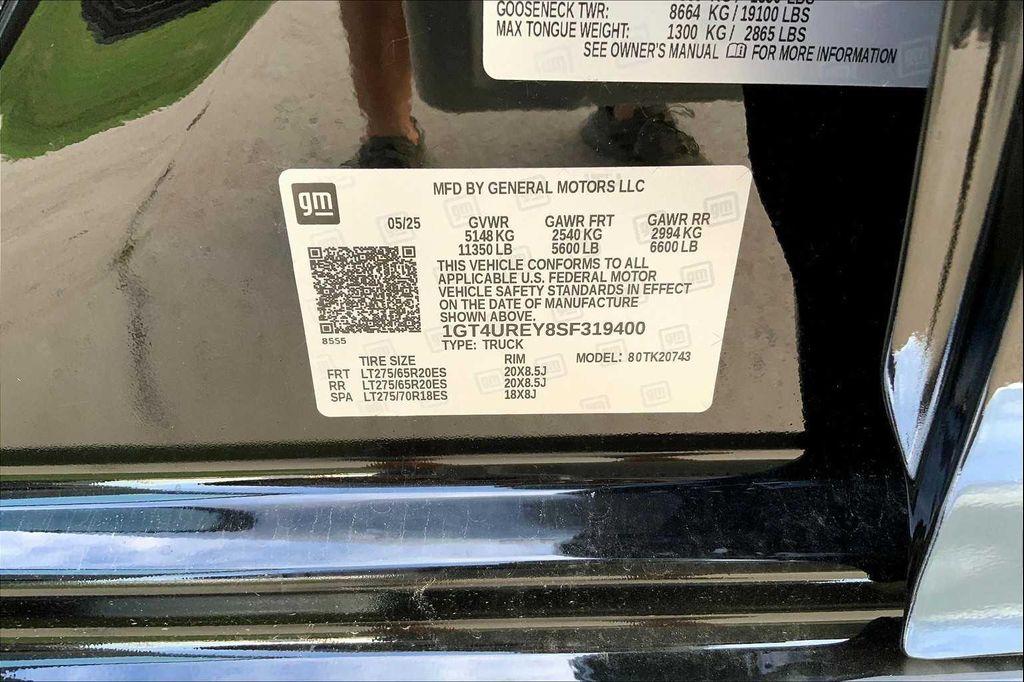 GOOSENECK TWR: 8664 KG/19100 LBS
MAX TONGUE WEIGHT: 1300 KG/ 2865 LBS
SEE OWNER'S MANUAL FOR MORE INFORMATION
gm
MFD BY GENERAL MOTORS LLC
05/25 GVWR GAWR FRT GAWR RR
5148 KG 2540 KG 2994 KG
11350 LB 5600 LB 6600 LB
THIS VEHICLE CONFORMS TO ALL
APPLICABLE U.S. FEDERAL MOTOR
VEHICLE SAFETY STANDARDS IN EFFECT
ON THE DATE OF MANUFACTURE
SHOWN ABOVE.
8555
1GT4UREY8SF319400
TYPE: TRUCK
TIRE SIZE RIM MODEL: 80TK20743
FRT LT275/65R20ES 20X8.5J
RR LT275/65R20ES 20X8.5J
SPA LT275/70R18ES 18X8J